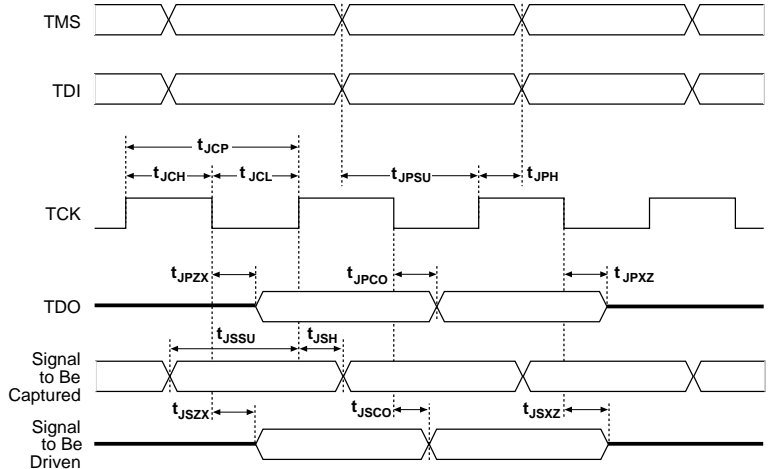 TMS
TDI
tJCP
tJCH
tJCL
tJPSU
tJPH
TCK
tJPZX
tJPCO
tJPXZ
TDO
tJSSU
tJSH
Signal
to Be
Captured
tJSZX
tJSCO
tJSXZ
Signal
to Be
Driven